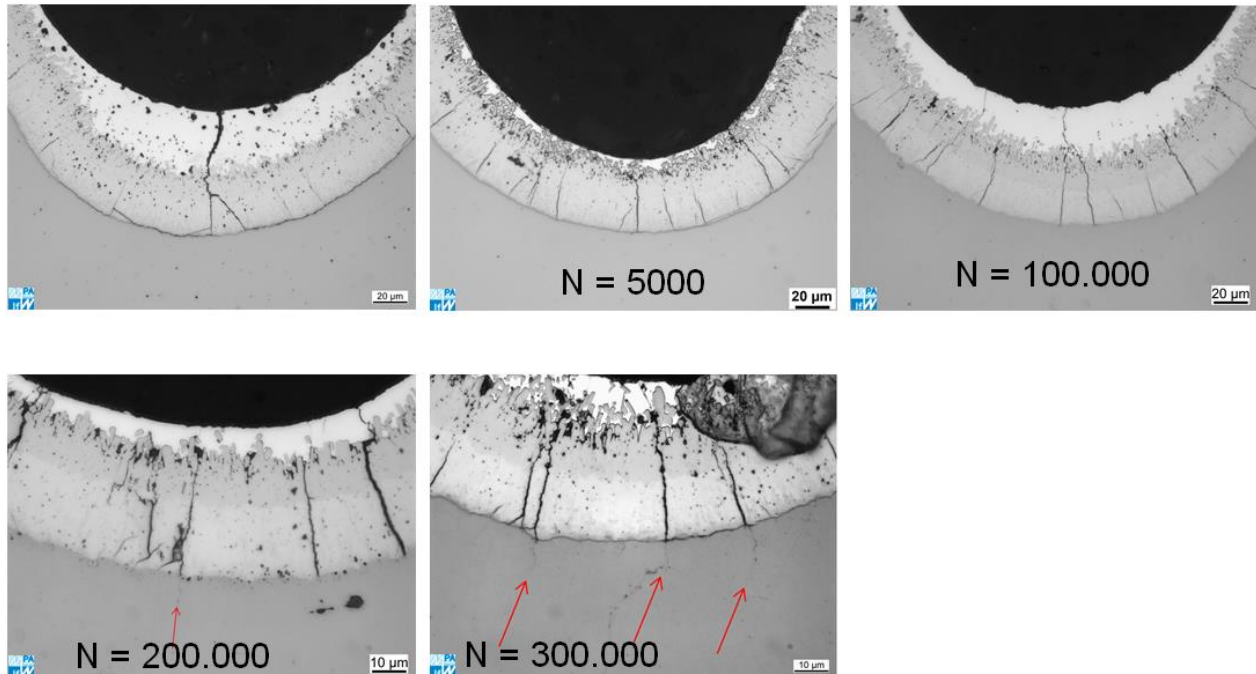 20 µm
N = 5000
20 µm
N = 100.000
20 µm
N = 200.000
10 µm
N = 300.000
10 µm